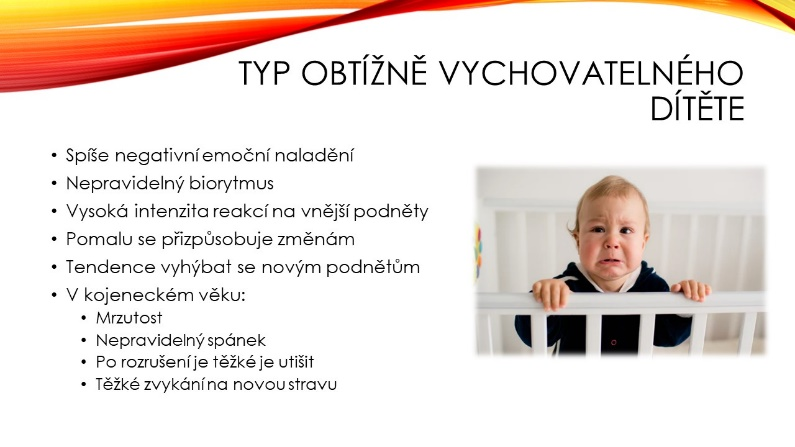 TYP OBTÍŽNĚ VYCHOVATELNÉHO
DÍTĚTE
• Spíše negativní emoční naladění
• Nepravidelný biorytmus
• Vysoká intenzita reakcí na vnější podněty
• Pomalu se přizpůsobuje změnám
• Tendence vyhýbat se novým podnětům
• V kojeneckém věku:
• Mrzutost
• Nepravidelný spánek
• Po rozrušení je těžké je utišit
• Těžké zvykání na novou stravu